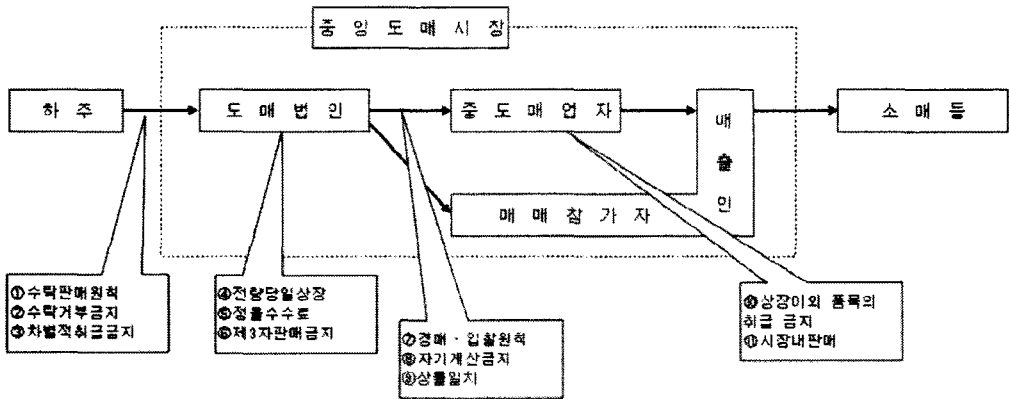 중 앙 도 매 시 장
하 주
도 매 법 인
중 도 매 업 자
소 매 등
매 출 인
매 매 참 가 자
①수탁판매원칙
②수탁거부금지
③차별적취급금지
④전량당일상장
⑤정률수수료
⑥제3자판매금지
⑦경매 · 입찰원칙
⑧자기계산금지
⑨상물일치
⑩상장이외 품목의
취급 금지
⑪시장내판매